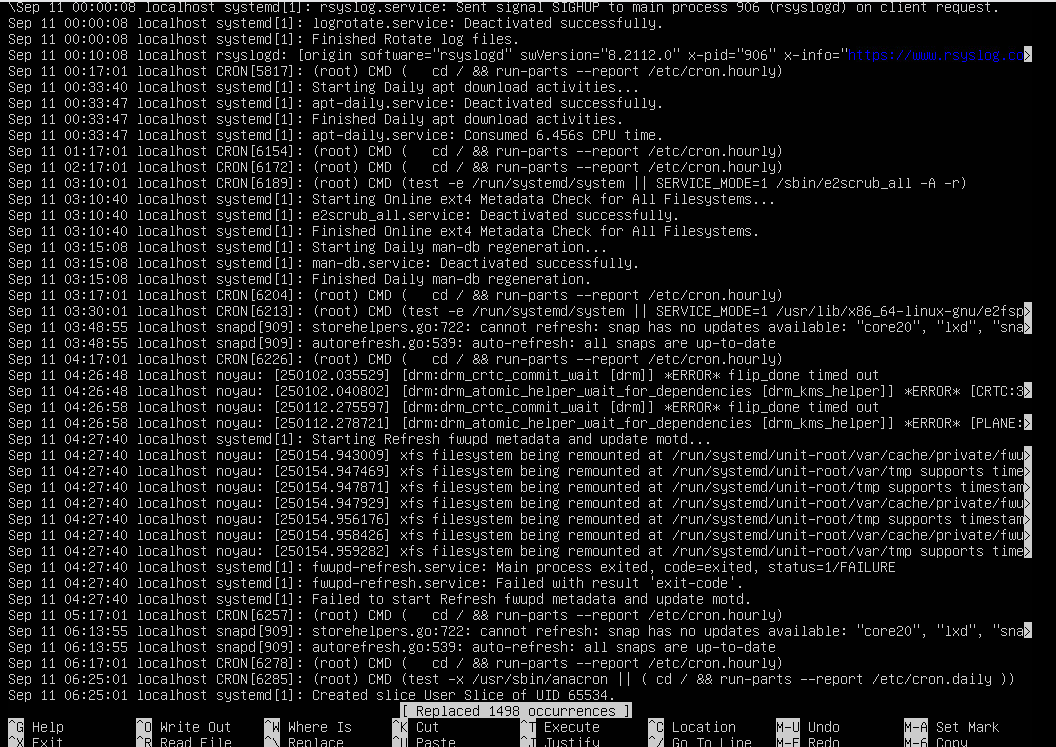 \Sep 11 00:00:08 localhost systemd[1]: rsyslog.service: Sent signal SIGHUP to main process 906 (rsyslogd) on client request.
Sep 11 00:00:08 localhost systemd[1]: logrotate.service: Deactivated successfully.
Sep 11 00:00:08 localhost systemd[1]: Finished Rotate log files.
Sep 11 00:10:08 localhost rsyslogd: [origin software="rsyslogd" swVersion="8.2112.0" x-pid="906" x-info="https://www.rsyslog.co>
Sep 11 00:17:01 localhost CRON[5817]: (root) CMD (   cd / && run-parts --report /etc/cron.hourly)
Sep 11 00:33:40 localhost systemd[1]: Starting Daily apt download activities...
Sep 11 00:33:47 localhost systemd[1]: apt-daily.service: Deactivated successfully.
Sep 11 00:33:47 localhost systemd[1]: Finished Daily apt download activities.
Sep 11 00:33:47 localhost systemd[1]: apt-daily.service: Consumed 6.456s CPU time.
Sep 11 01:17:01 localhost CRON[6154]: (root) CMD (   cd / && run-parts --report /etc/cron.hourly)
Sep 11 02:17:01 localhost CRON[6172]: (root) CMD (   cd / && run-parts --report /etc/cron.hourly)
Sep 11 03:10:01 localhost CRON[6189]: (root) CMD (test -e /run/systemd/system || SERVICE_MODE=1 /sbin/e2scrub_all -A -r)
Sep 11 03:10:40 localhost systemd[1]: Starting Online ext4 Metadata Check for All Filesystems...
Sep 11 03:10:40 localhost systemd[1]: e2scrub_all.service: Deactivated successfully.
Sep 11 03:10:40 localhost systemd[1]: Finished Online ext4 Metadata Check for All Filesystems.
Sep 11 03:15:08 localhost systemd[1]: Starting Daily man-db regeneration...
Sep 11 03:15:08 localhost systemd[1]: man-db.service: Deactivated successfully.
Sep 11 03:15:08 localhost systemd[1]: Finished Daily man-db regeneration.
Sep 11 03:17:01 localhost CRON[6204]: (root) CMD (   cd / && run-parts --report /etc/cron.hourly)
Sep 11 03:30:01 localhost CRON[6213]: (root) CMD (test -e /run/systemd/system || SERVICE_MODE=1 /usr/lib/x86_64-linux-gnu/e2fsp>
Sep 11 03:48:55 localhost snapd[909]: storehelpers.go:722: cannot refresh: snap has no updates available: "core20", "lxd", "sna>
Sep 11 03:48:55 localhost snapd[909]: autorefresh.go:539: auto-refresh: all snaps are up-to-date
Sep 11 04:17:01 localhost CRON[6226]: (root) CMD (   cd / && run-parts --report /etc/cron.hourly)
Sep 11 04:26:48 localhost noyau: [250102.035529] [drm:drm_crtc_commit_wait [drm]] *ERROR* flip_done timed out
Sep 11 04:26:48 localhost noyau: [250102.040802] [drm:drm_atomic_helper_wait_for_dependencies [drm_kms_helper]] *ERROR* [CRTC:3>
Sep 11 04:26:58 localhost noyau: [250112.275597] [drm:drm_crtc_commit_wait [drm]] *ERROR* flip_done timed out
Sep 11 04:26:58 localhost noyau: [250112.278721] [drm:drm_atomic_helper_wait_for_dependencies [drm_kms_helper]] *ERROR* [PLANE:>
Sep 11 04:27:40 localhost systemd[1]: Starting Refresh fwupd metadata and update motd...
Sep 11 04:27:40 localhost noyau: [250154.943009] xfs filesystem being remounted at /run/systemd/unit-root/var/cache/private/fwu>
Sep 11 04:27:40 localhost noyau: [250154.947469] xfs filesystem being remounted at /run/systemd/unit-root/var/tmp supports time>
Sep 11 04:27:40 localhost noyau: [250154.947871] xfs filesystem being remounted at /run/systemd/unit-root/tmp supports timestam>
Sep 11 04:27:40 localhost noyau: [250154.947929] xfs filesystem being remounted at /run/systemd/unit-root/var/cache/private/fwu>
Sep 11 04:27:40 localhost noyau: [250154.956176] xfs filesystem being remounted at /run/systemd/unit-root/tmp supports timestam>
Sep 11 04:27:40 localhost noyau: [250154.958426] xfs filesystem being remounted at /run/systemd/unit-root/var/cache/private/fwu>
Sep 11 04:27:40 localhost noyau: [250154.959282] xfs filesystem being remounted at /run/systemd/unit-root/var/tmp supports time>
Sep 11 04:27:40 localhost systemd[1]: fwupd-refresh.service: Main process exited, code=exited, status=1/FAILURE
Sep 11 04:27:40 localhost systemd[1]: fwupd-refresh.service: Failed with result 'exit-code'.
Sep 11 04:27:40 localhost systemd[1]: Failed to start Refresh fwupd metadata and update motd.
Sep 11 05:17:01 localhost CRON[6257]: (root) CMD (   cd / && run-parts --report /etc/cron.hourly)
Sep 11 06:13:55 localhost snapd[909]: storehelpers.go:722: cannot refresh: snap has no updates available: "core20", "lxd", "sna>
Sep 11 06:13:55 localhost snapd[909]: autorefresh.go:539: auto-refresh: all snaps are up-to-date
Sep 11 06:17:01 localhost CRON[6278]: (root) CMD (   cd / && run-parts --report /etc/cron.hourly)
Sep 11 06:25:01 localhost CRON[6285]: (root) CMD (test -x /usr/sbin/anacron || ( cd / && run-parts --report /etc/cron.daily ))
Sep 11 06:25:01 localhost systemd[1]: Created slice User Slice of UID 65534.
[ Replaced 1498 occurrences ]
^G Help ^O Write Out ^W Where Is ^K Cut ^T Execute ^C Location M-U Undo M-A Set Mark
^X Exit ^R Read File ^\ Replace ^U Paste ^J Justify ^/ Go To Line M-E Redo M-6 Copy